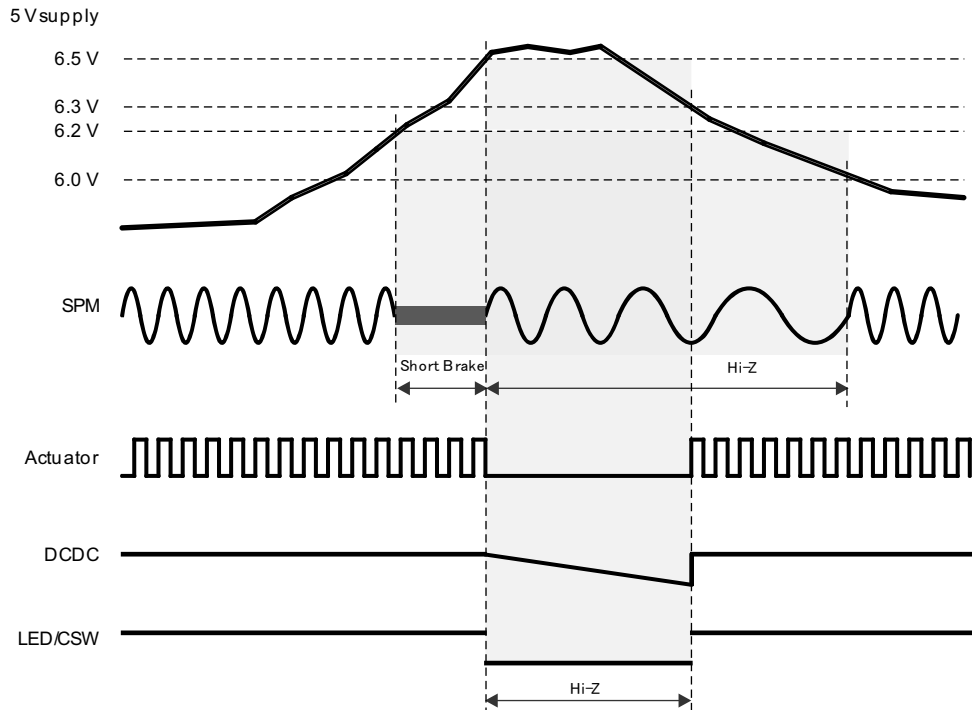 5 V supply
6.5 V
6.3 V
6.2 V
6.0 V
SPM
Short Brake
Hi-Z
Actuator
DCDC
LED/CSW
Hi-Z